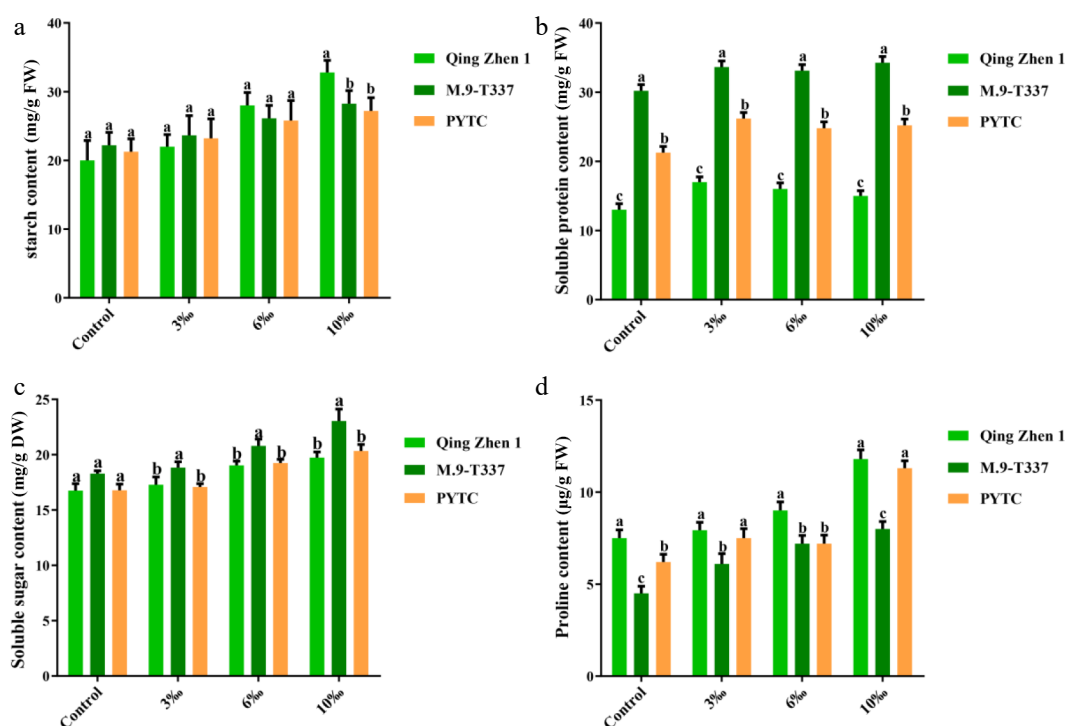 a
starch content (mg/g FW)
40
30
20
10
0
a a a
a a a
a a a
a b b
Control 3‰ 6‰ 10‰
Qing Zhen 1
M.9-T337
PYTC
b
Soluble protein content (mg/g FW)
40
30
20
10
0
c a b
c a b
c a b
c a b
Control 3‰ 6‰ 10‰
Qing Zhen 1
M.9-T337
PYTC
c
Soluble sugar content (mg/g DW)
25
20
15
10
5
0
a a a
b a b
b a b
b a b
Control 3‰ 6‰ 10‰
Qing Zhen 1
M.9-T337
PYTC
d
Proline content (μg/g FW)
15
10
5
0
a c b
a b a
a b b
a c a
Control 3‰ 6‰ 10‰
Qing Zhen 1
M.9-T337
PYTC